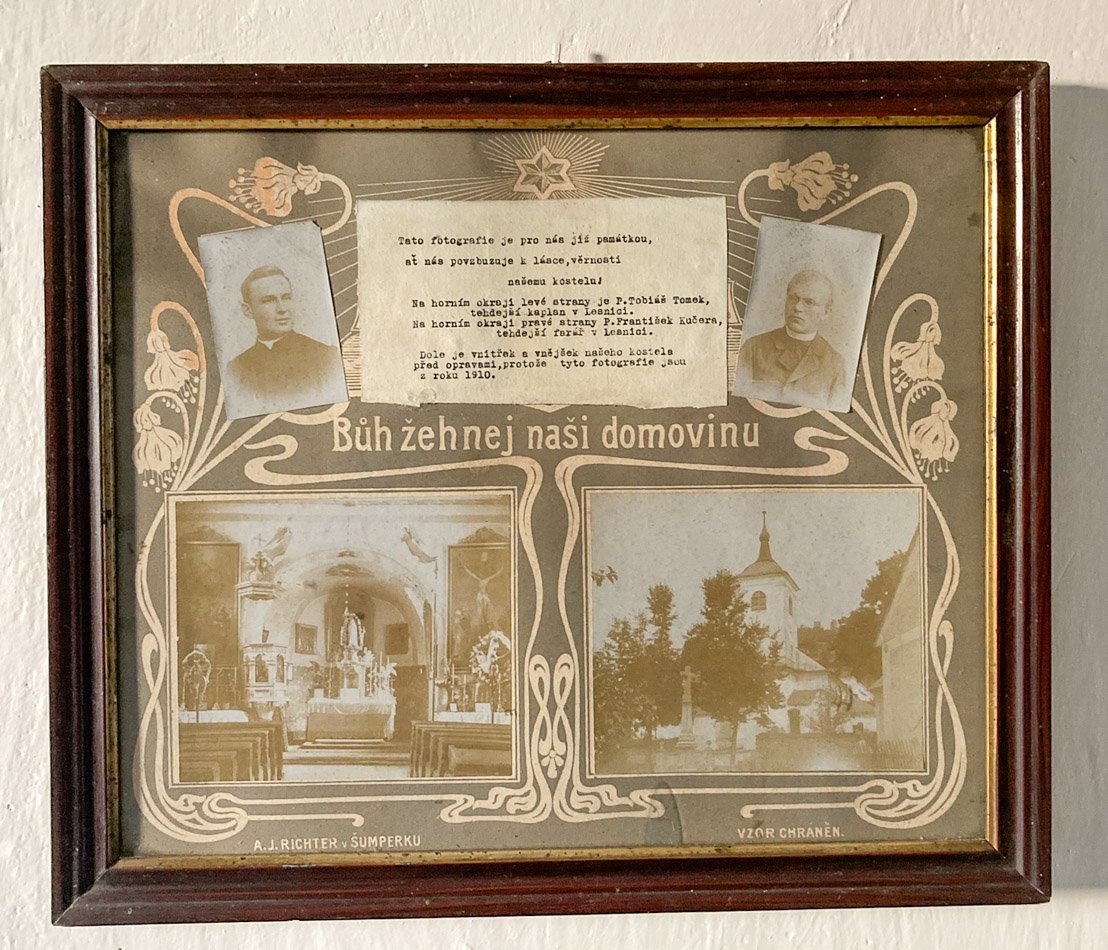 Tato fotografie je pro nás již památkou,
ať nás povzbuzuje k lásce,věrnosti
našemu kostelu!
Na horním okraji levé strany je P.Tobiáš Tomek,
tehdejší kaplan v Lesnici.
Na horním okraji pravé strany P.František Kučera,
tehdejší farář v Lesnici.
Dole je vnitřek a vnějšek našeho kostela
před opravami,protože tyto fotografie jsou
z roku 1910.
Bůh žehnej naši domovinu
A.J.RICHTER v ŠUMPERKU
VZOR CHRANĚN.